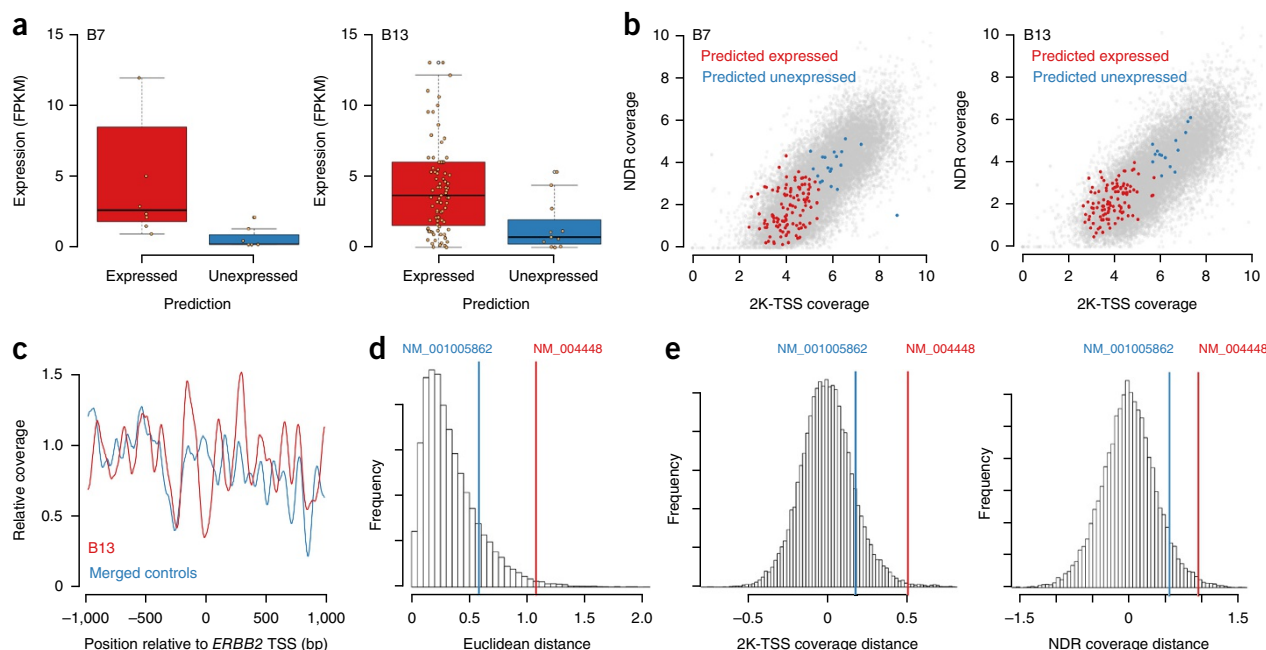 a
B7
Expression (FPKM)
15
10
5
0
Expressed
Unexpressed
Prediction
B13
Expression (FPKM)
15
10
5
0
Expressed
Unexpressed
Prediction
b
B7
Predicted expressed
Predicted unexpressed
NDR coverage
10
8
6
4
2
0
0 2 4 6 8 10
2K-TSS coverage
B13
Predicted expressed
Predicted unexpressed
NDR coverage
10
8
6
4
2
0
0 2 4 6 8 10
2K-TSS coverage
c
Relative coverage
1.5
1.0
0.5
0
B13
Merged controls
−1,000 −500 0 500 1,000
Position relative to ERBB2 TSS (bp)
d
NM_001005862
NM_004448
Frequency
0 0.5 1.0 1.5 2.0
Euclidean distance
e
NM_001005862
NM_004448
Frequency
−0.5 0 0.5
2K-TSS coverage distance
NM_001005862
NM_004448
Frequency
−1.5 0 1.5
NDR coverage distance